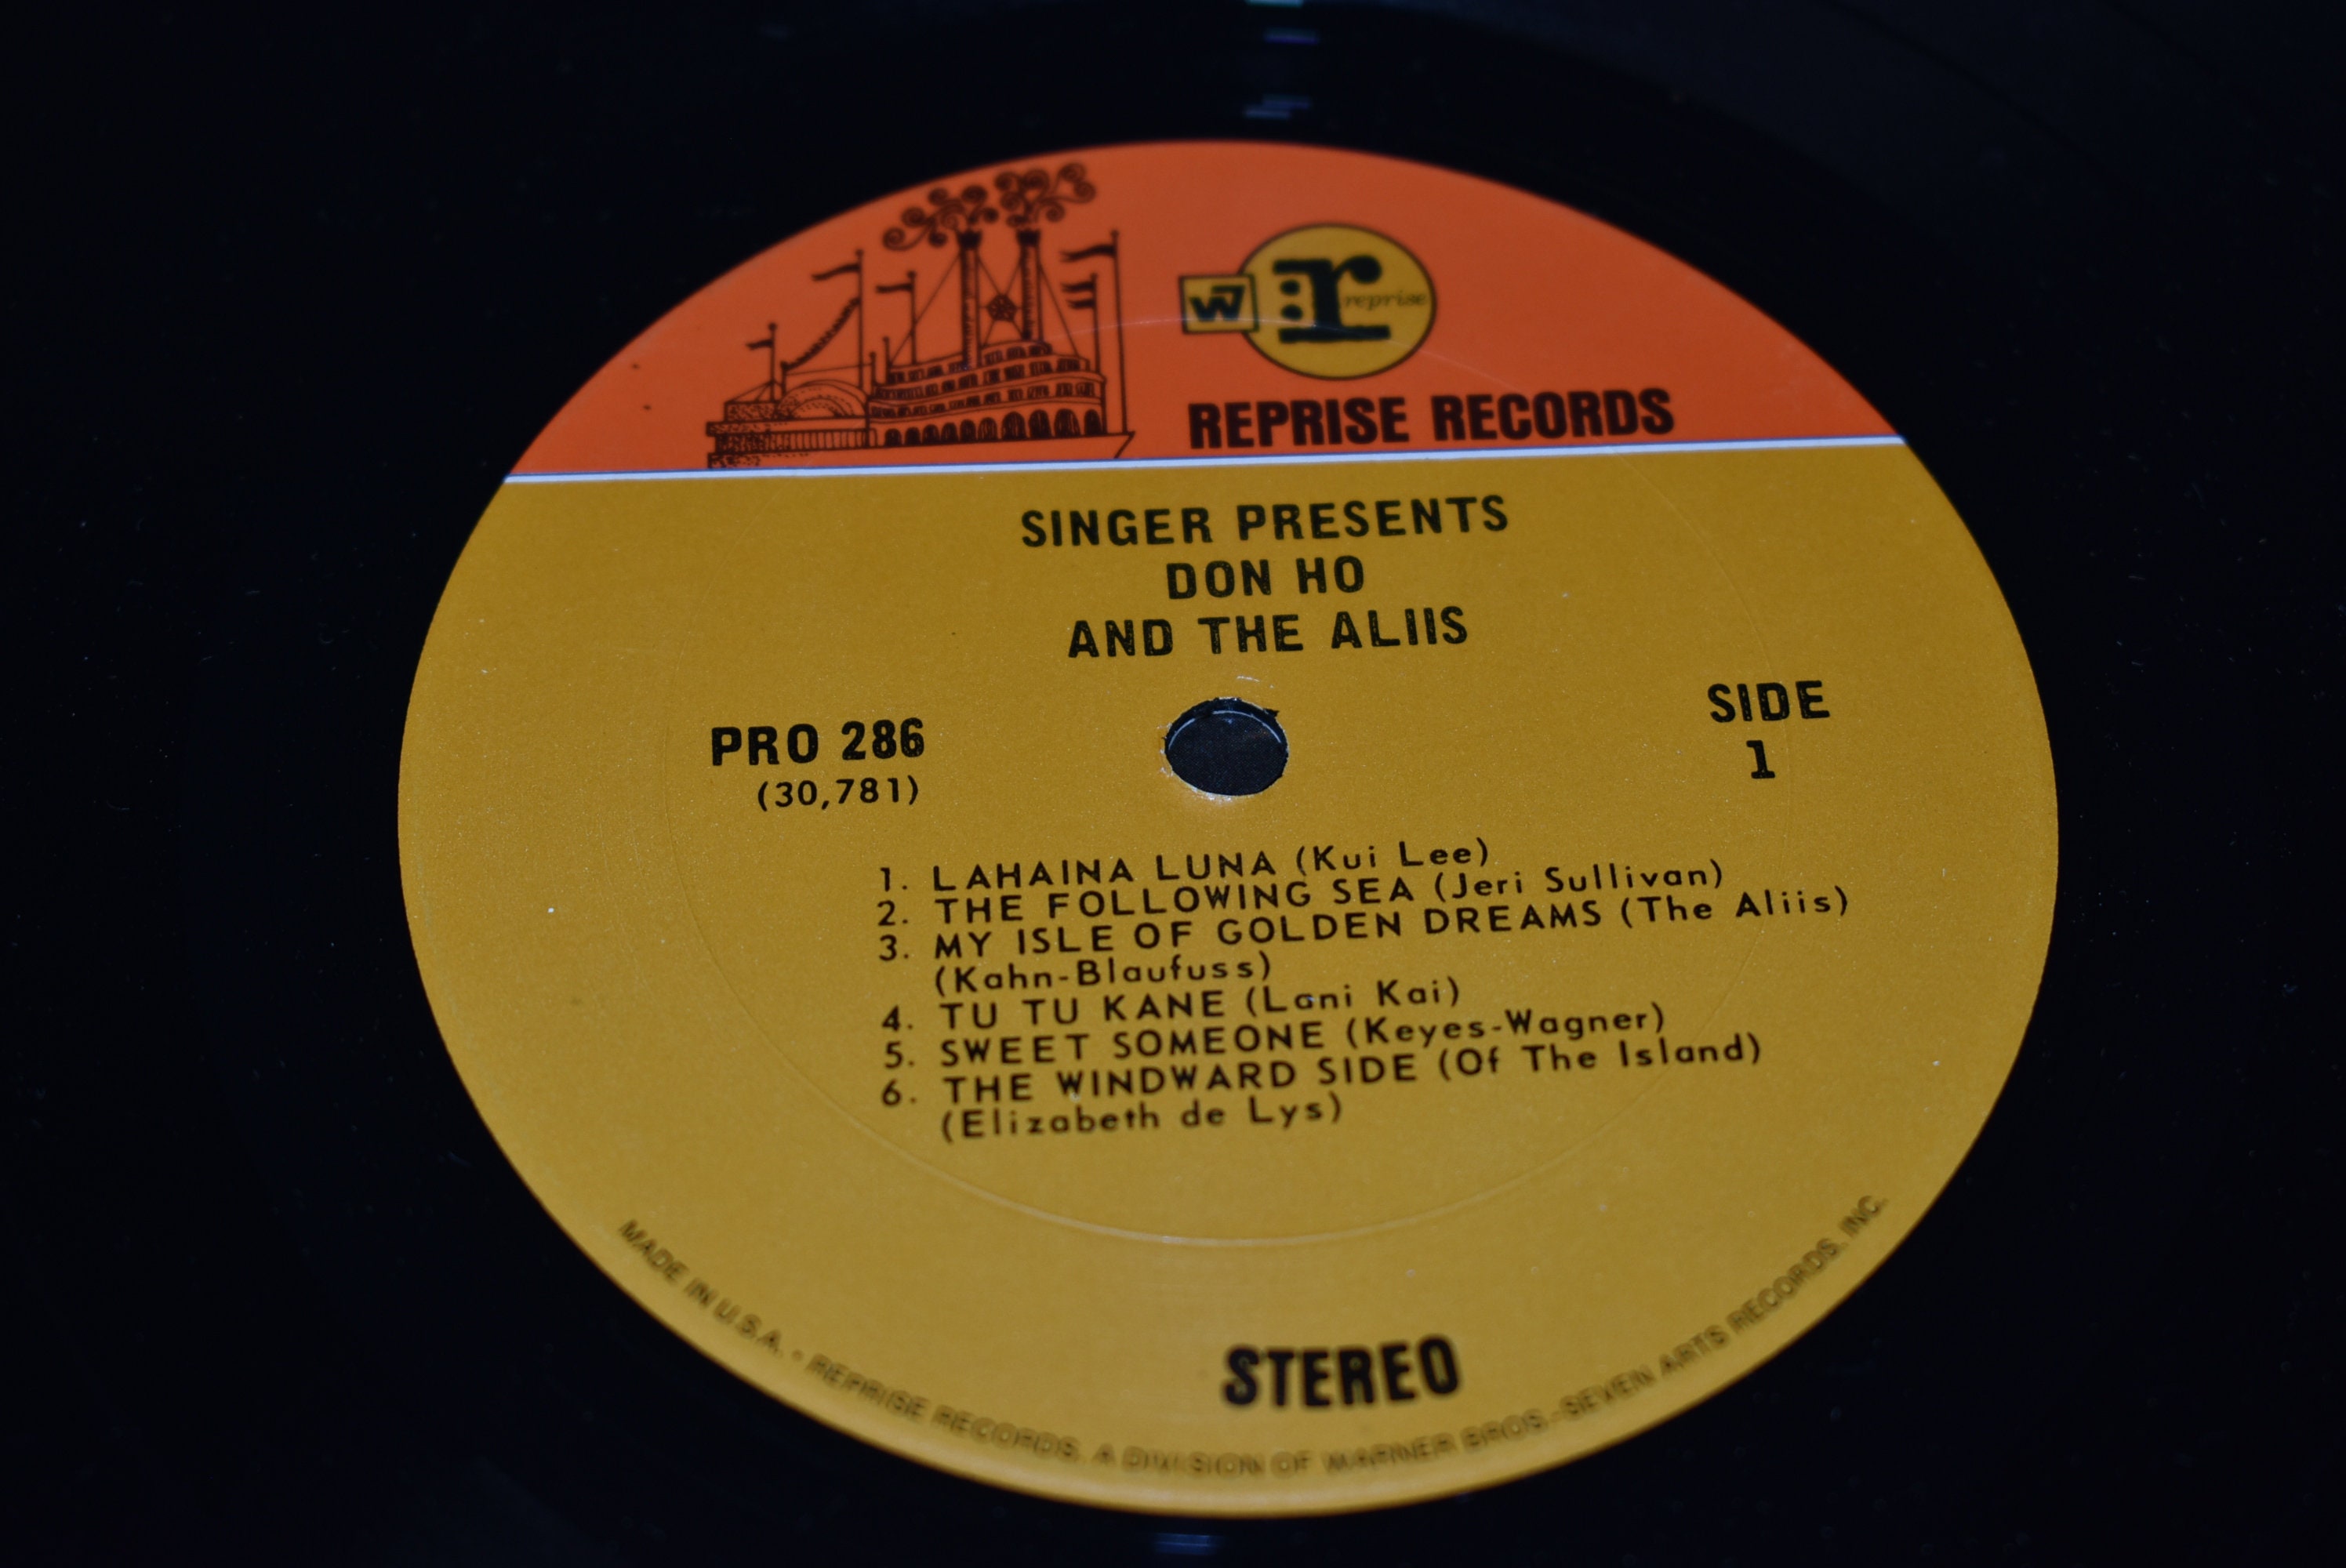 W7
r: reprise
REPRISE RECORDS
SINGER PRESENTS
DON HO
AND THE ALIIS
PRO 286
(30,781)
SIDE
1
1. LAHAINA LUNA (Kui Lee)
2. THE FOLLOWING SEA (Jeri Sullivan)
3. MY ISLE OF GOLDEN DREAMS (The Aliis)
(Kahn-Blaufuss)
4. TU TU KANE (Lani Kai)
5. SWEET SOMEONE (Keyes-Wagner)
6. THE WINDWARD SIDE (Of The Island)
(Elizabeth de Lys)
STEREO
MADE IN U.S.A. • REPRISE RECORDS, A DIVISION OF WARNER BROS.-SEVEN ARTS RECORDS, INC.